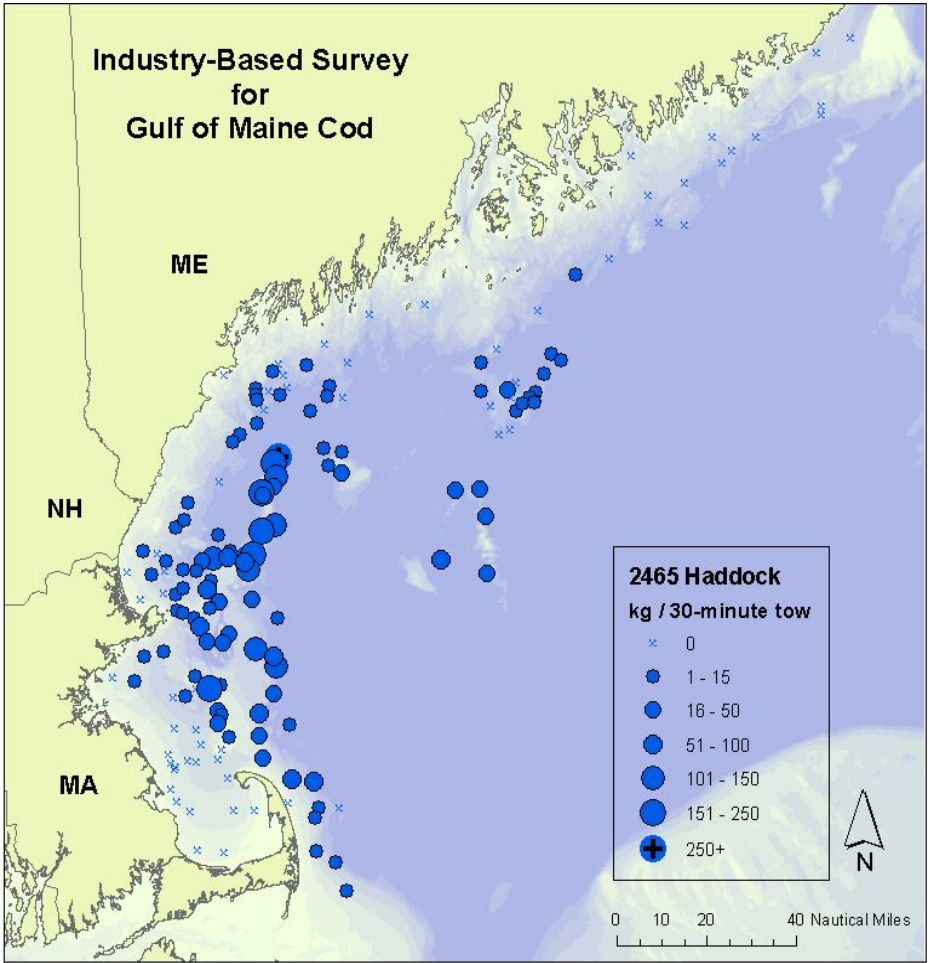 Industry-Based Survey
for
Gulf of Maine Cod
ME
NH
MA
2465 Haddock
kg / 30-minute tow
0
1 - 15
16 - 50
51 - 100
101 - 150
151 - 250
250+
N
0 10 20 40 Nautical Miles